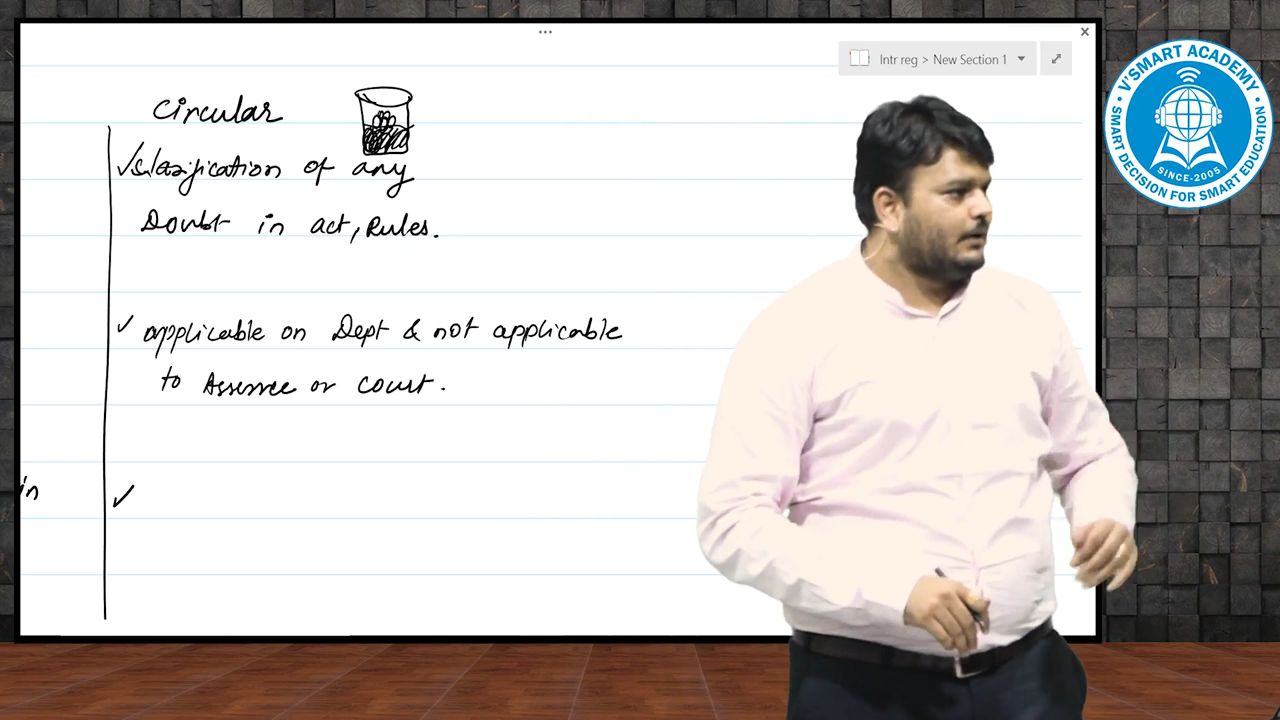 Intr reg > New Section 1
Circular
Clarification of any
Doubt in act, Rules.
applicable on Dept & not applicable
to Assessee or court.
in
V'SMART ACADEMY
SINCE-2005
SMART DECISION FOR SMART EDUCATION